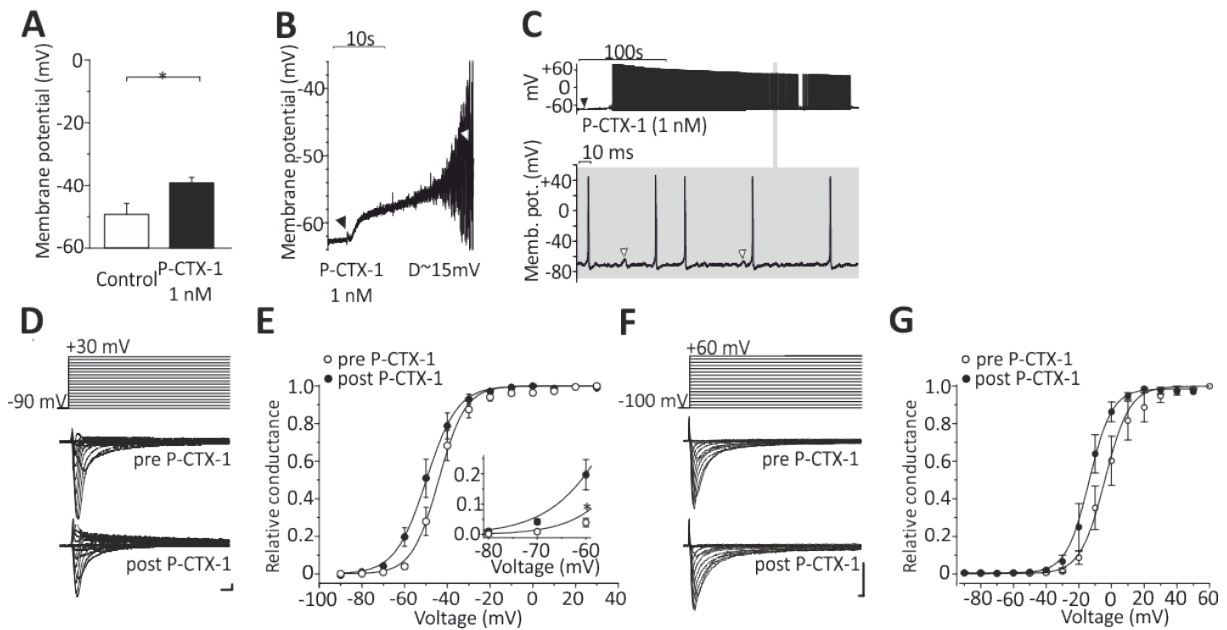 A
Membrane potential (mV)
0
-20
-40
-60
*
Control
P-CTX-1
1 nM
B
10s
Membrane potential (mV)
-40
-50
-60
P-CTX-1
1 nM
D~15mV
C
100s
mV
+60
0
-60
P-CTX-1 (1 nM)
10 ms
Memb. pot. (mV)
+40
0
-40
-80
D
+30 mV
-90 mV
pre P-CTX-1
post P-CTX-1
E
pre P-CTX-1
post P-CTX-1
Relative conductance
1.0
0.8
0.6
0.4
0.2
0.0
-100 -80 -60 -40 -20 0 20 40
Voltage (mV)
0.2
0.1
0.0
*
-80 -70 -60
Voltage (mV)
F
+60 mV
-100 mV
pre P-CTX-1
post P-CTX-1
G
pre P-CTX-1
post P-CTX-1
Relative conductance
1.0
0.8
0.6
0.4
0.2
0.0
-80 -60 -40 -20 0 20 40 60
Voltage (mV)